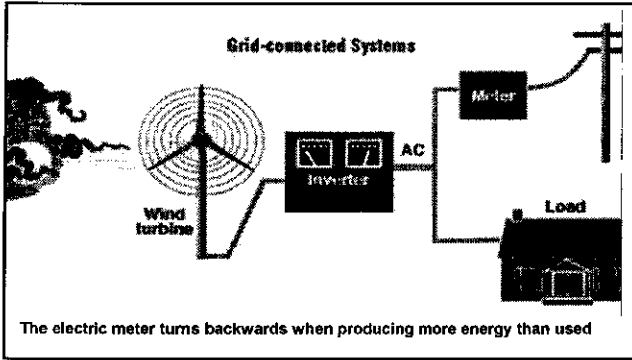 Grid-connected Systems
Meter
AC
Inverter
Wind
turbine
Load
The electric meter turns backwards when producing more energy than used